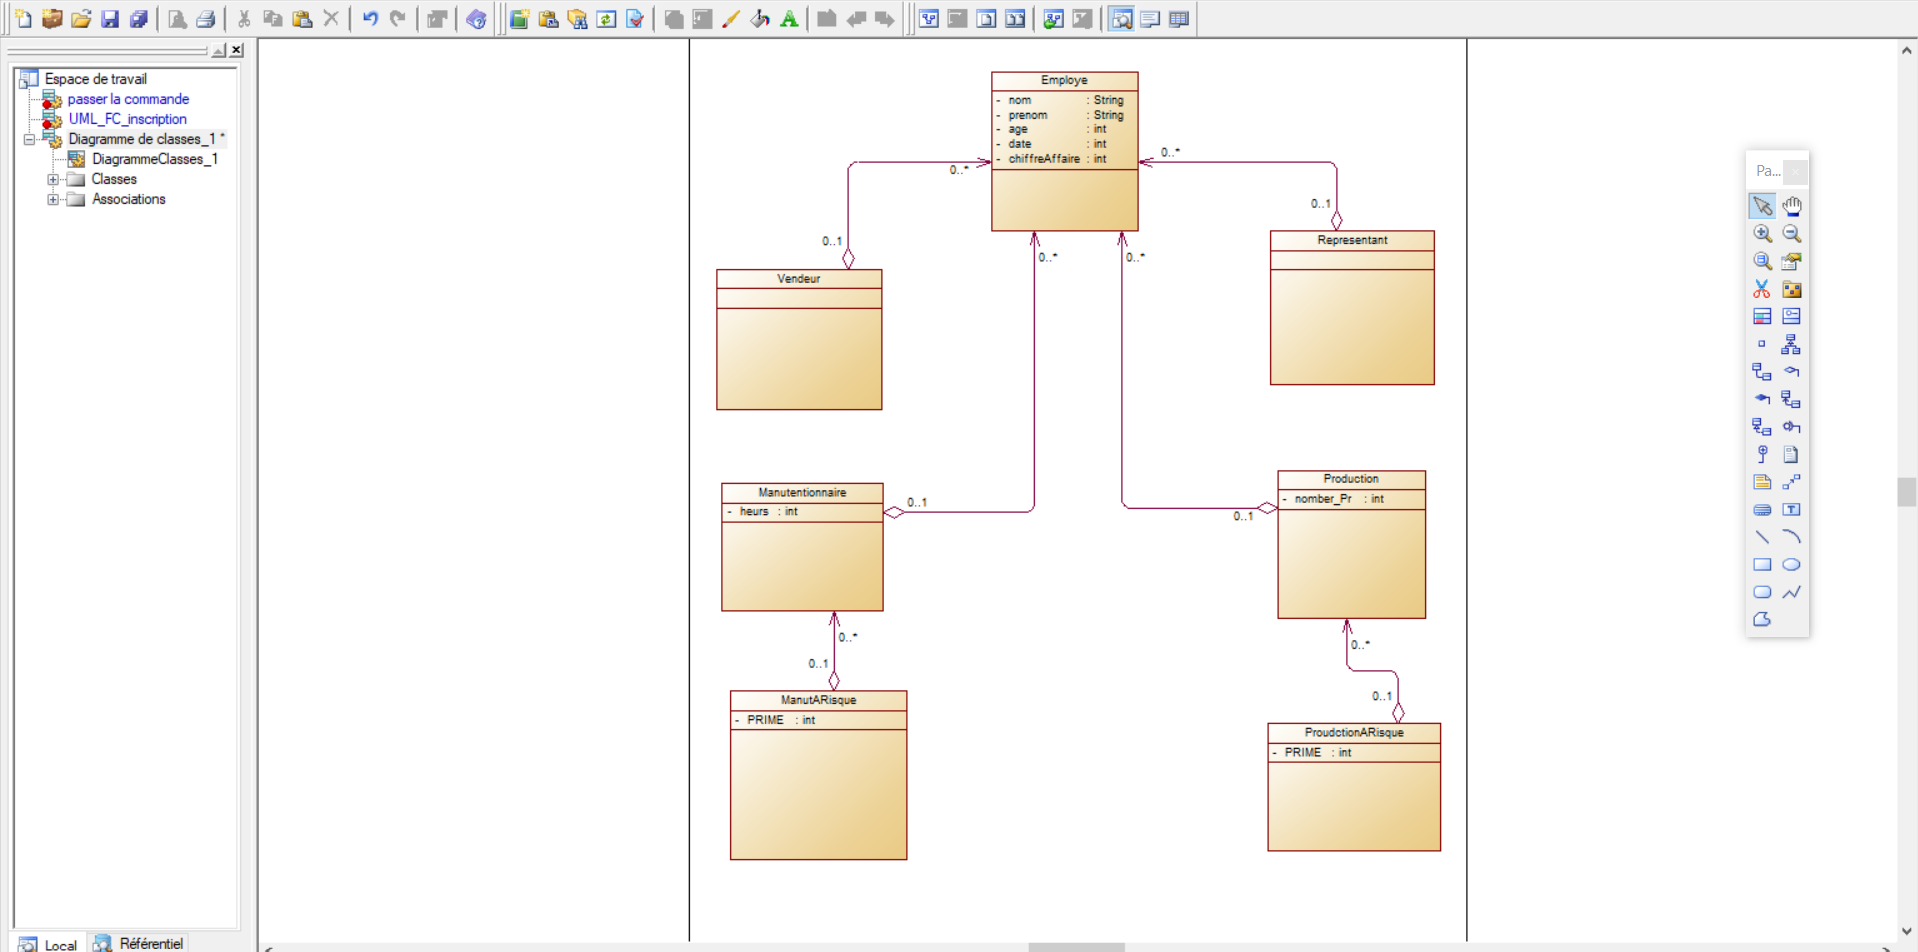 Espace de travail
passer la commande
UML_FC_inscription
Diagramme de classes_1 *
DiagrammeClasses_1
Classes
Associations
Local
Référentiel
Employe
- nom : String
- prenom : String
- age : int
- date : int
- chiffreAffaire : int
0..*
0..*
0..1
0..1
0..*
0..*
Vendeur
Representant
Manutentionnaire
- heurs : int
0..1
Production
- nomber_Pr : int
0..1
0..*
0..1
ManutARisque
- PRIME : int
0..*
0..1
ProudctionARisque
- PRIME : int
Pa...